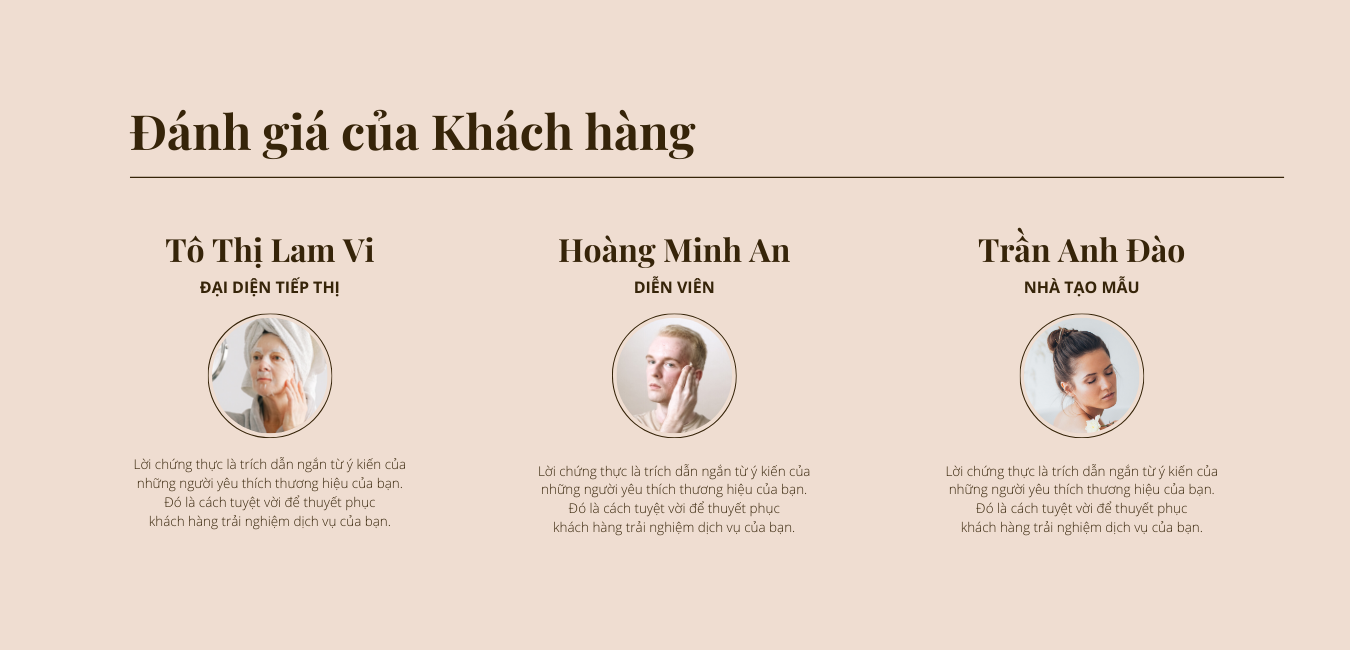 Đánh giá của Khách hàng
Tô Thị Lam Vi
ĐẠI DIỆN TIẾP THỊ
Lời chứng thực là trích dẫn ngắn từ ý kiến của
những người yêu thích thương hiệu của bạn.
Đó là cách tuyệt vời để thuyết phục
khách hàng trải nghiệm dịch vụ của bạn.
Hoàng Minh An
DIỄN VIÊN
Lời chứng thực là trích dẫn ngắn từ ý kiến của
những người yêu thích thương hiệu của bạn.
Đó là cách tuyệt vời để thuyết phục
khách hàng trải nghiệm dịch vụ của bạn.
Trần Anh Đào
NHÀ TẠO MẪU
Lời chứng thực là trích dẫn ngắn từ ý kiến của
những người yêu thích thương hiệu của bạn.
Đó là cách tuyệt vời để thuyết phục
khách hàng trải nghiệm dịch vụ của bạn.